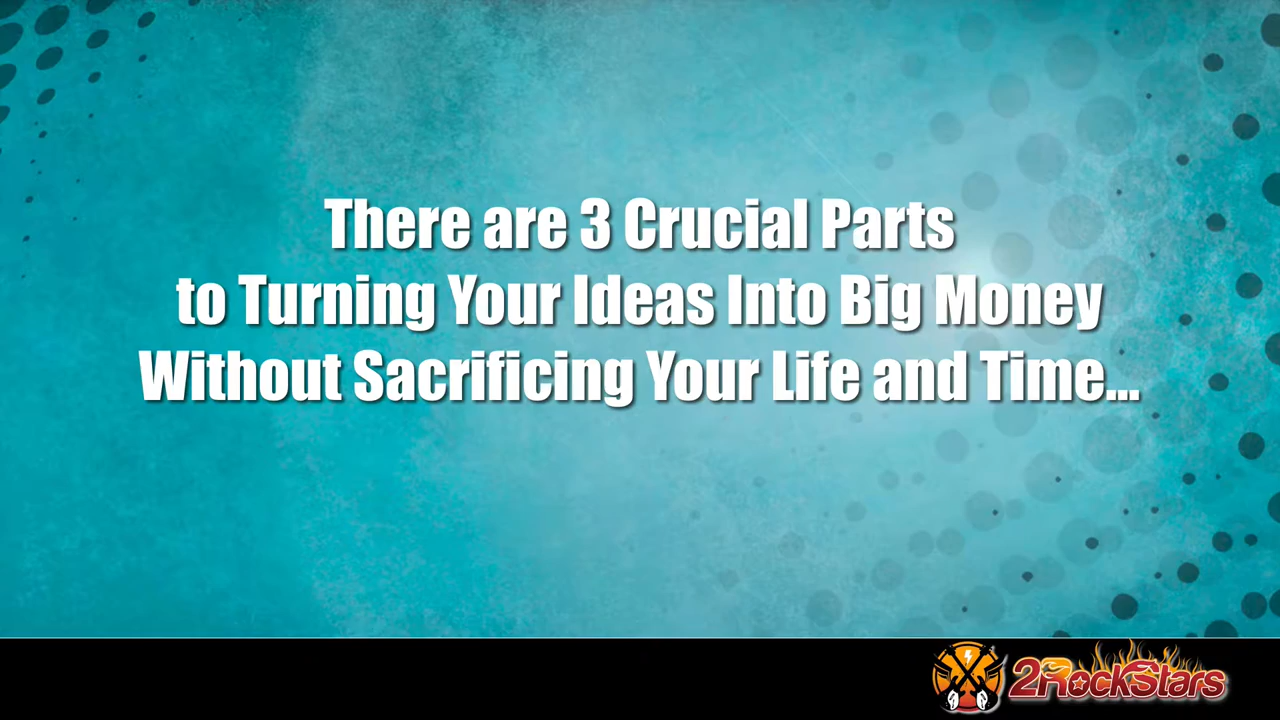 There are 3 Crucial Parts
to Turning Your Ideas Into Big Money
Without Sacrificing Your Life and Time...
2RockStars